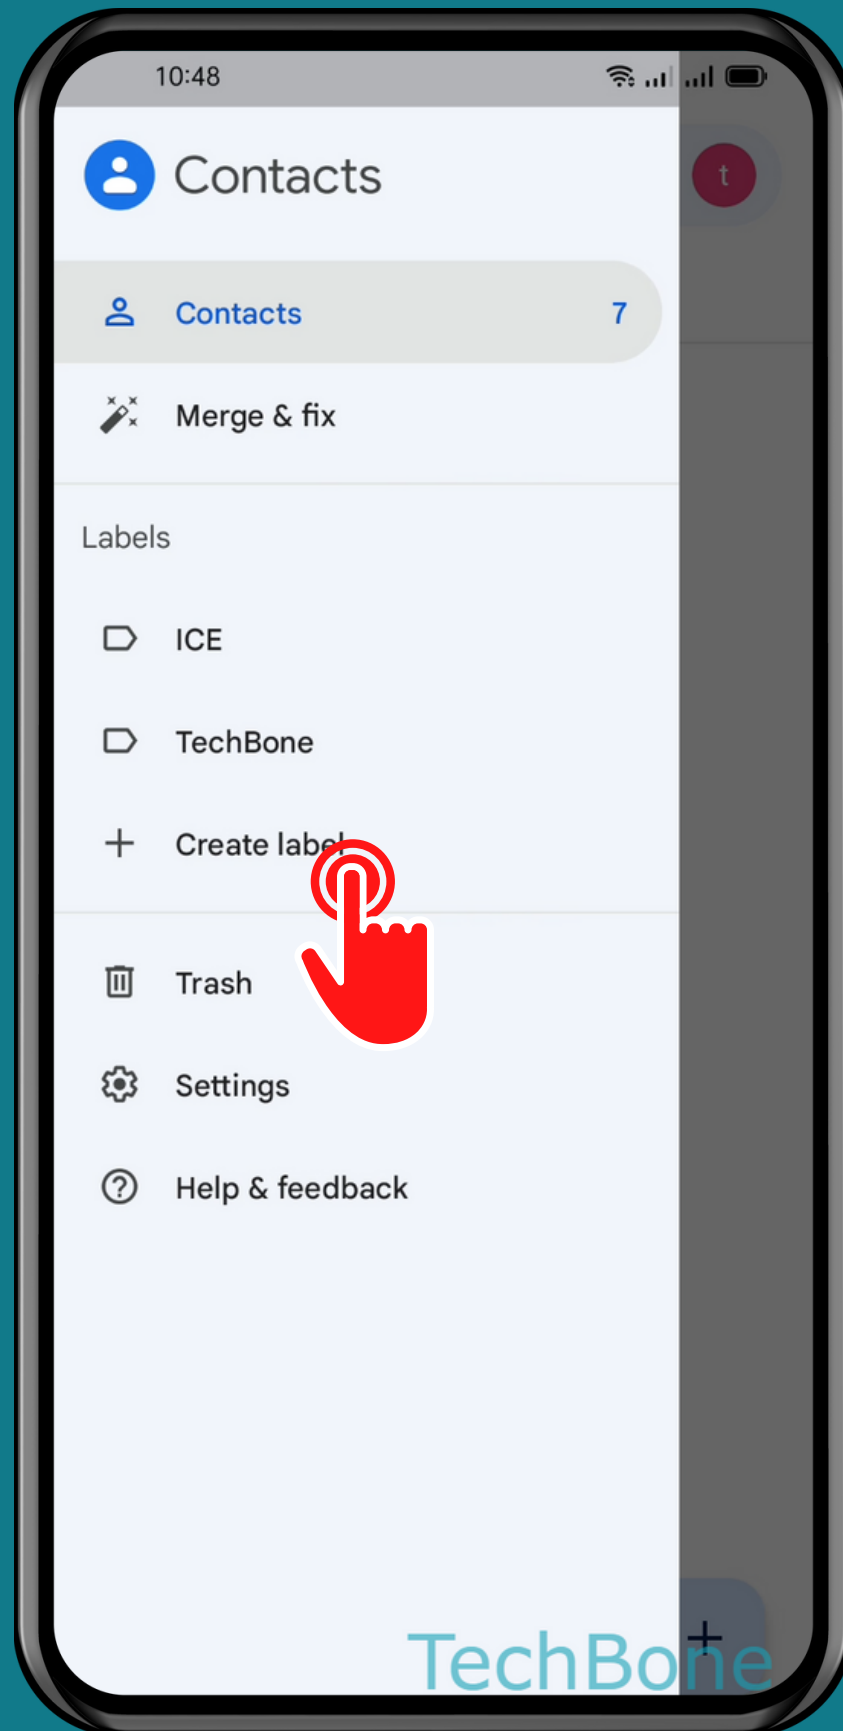 10:48
Contacts
t
Contacts 7
Merge & fix
Labels
ICE
TechBone
Create label
Trash
Settings
Help & feedback
TechBone